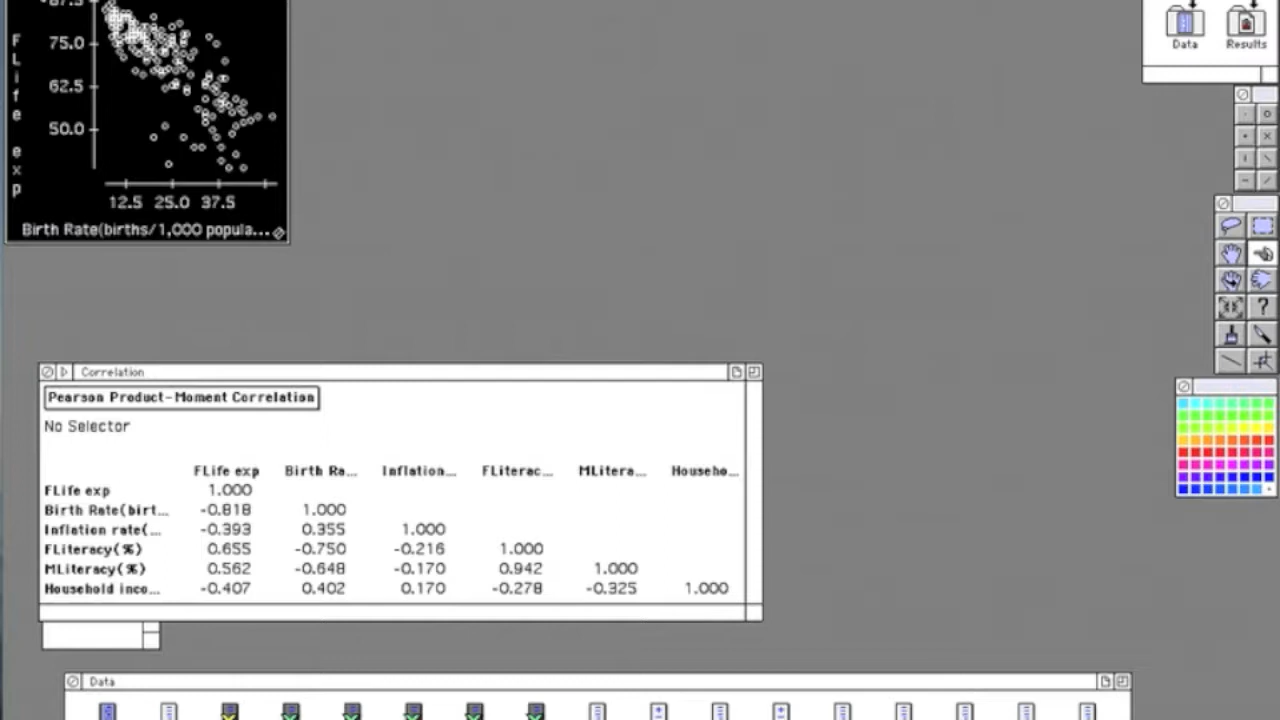 87.5
75.0
62.5
50.0
FLife exp
12.5 25.0 37.5
Birth Rate(births/1,000 popula...
Data Results
?
Correlation
Pearson Product-Moment Correlation
No Selector
FLife exp Birth Ra... Inflation... FLiterac... MLitera... Househo...
FLife exp 1.000
Birth Rate(birt... -0.818 1.000
Inflation rate(... -0.393 0.355 1.000
FLiteracy(%) 0.655 -0.750 -0.216 1.000
MLiteracy(%) 0.562 -0.648 -0.170 0.942 1.000
Household inco... -0.407 0.402 0.170 -0.278 -0.325 1.000
Data